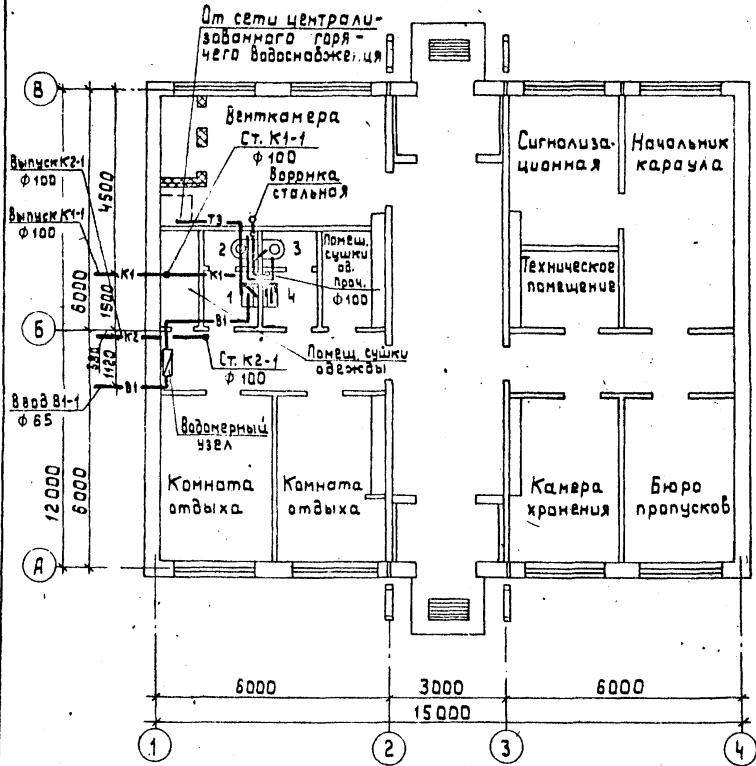 От сети централи-
зованного горя-
чего водоснабжения
В
Венткамера
Ст. К1-1
ф100
Воронка
стальная
Сигнализа-
ционная
Начальник
караула
Выпуск К2-1
ф100
Выпуск К1-1
ф100
4500
6000
1500
Т3
2
3
Помещ.
сушки
од.
проч.
ф100
К1
К1
1
4
Техническое
помещение
В1
Б
К2
380
1120
Ст. К2-1
ф100
Помещ. сушки
одежды
В1
Ввод В1-1
ф65
Водомерный
узел
12000
6000
Комната
отдыха
Комната
отдыха
Камера
хранения
Бюро
пропусков
А
6000
3000
6000
15000
1
2
3
4